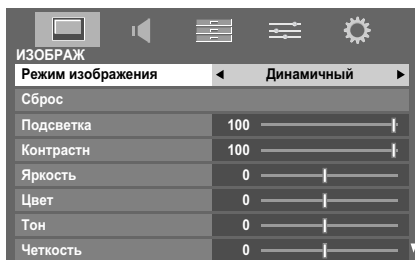 ИЗОБРАЖ
Режим изображения ◄ Динамичный ►
Сброс
Подсветка 100
Контрастн 100
Яркость 0
Цвет 0
Тон 0
Четкость 0